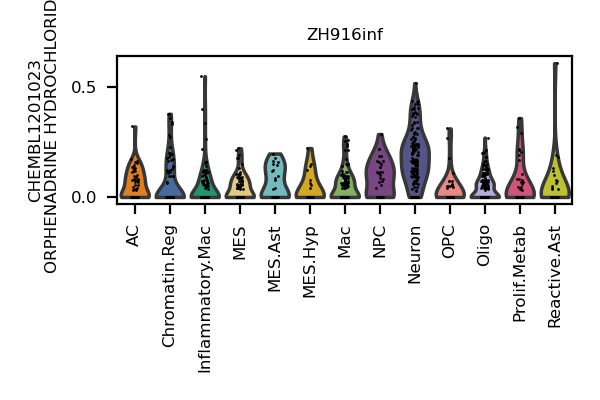 ZH916inf
CHEMBL1201023
ORPHENADRINE HYDROCHLORID
0.5
0.0
AC
Chromatin.Reg
Inflammatory.Mac
MES
MES.Ast
MES.Hyp
Mac
NPC
Neuron
OPC
Oligo
Prolif.Metab
Reactive.Ast